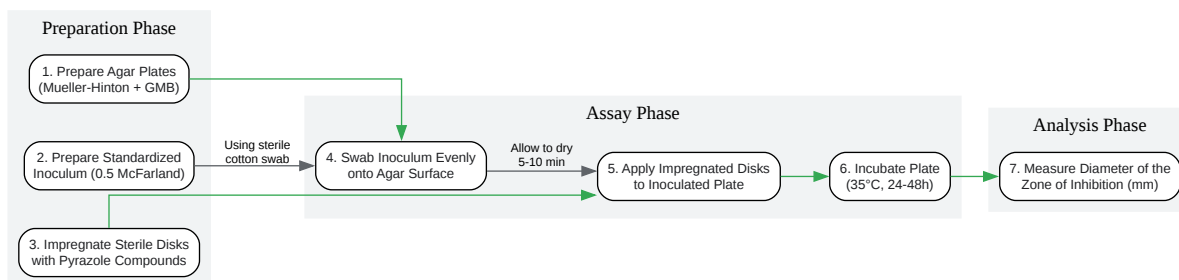 Preparation Phase
1. Prepare Agar Plates
(Mueller-Hinton + GMB)
2. Prepare Standardized
Inoculum (0.5 McFarland)
3. Impregnate Sterile Disks
with Pyrazole Compounds
Using sterile
cotton swab
Assay Phase
4. Swab Inoculum Evenly
onto Agar Surface
Allow to dry
5-10 min
5. Apply Impregnated Disks
to Inoculated Plate
6. Incubate Plate
(35°C, 24-48h)
Analysis Phase
7. Measure Diameter of the
Zone of Inhibition (mm)